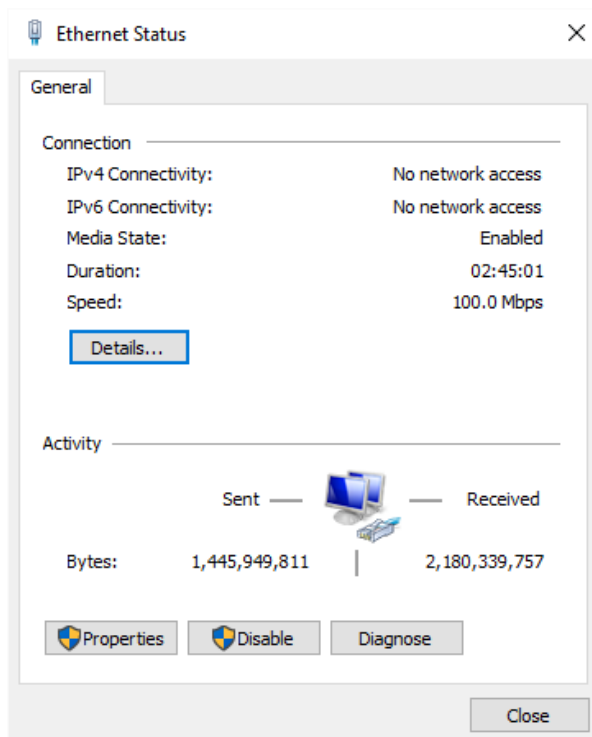 Ethernet Status
General
Connection
IPv4 Connectivity: No network access
IPv6 Connectivity: No network access
Media State: Enabled
Duration: 02:45:01
Speed: 100.0 Mbps
Details...
Activity
Sent Received
Bytes: 1,445,949,811 2,180,339,757
Properties Disable Diagnose
Close